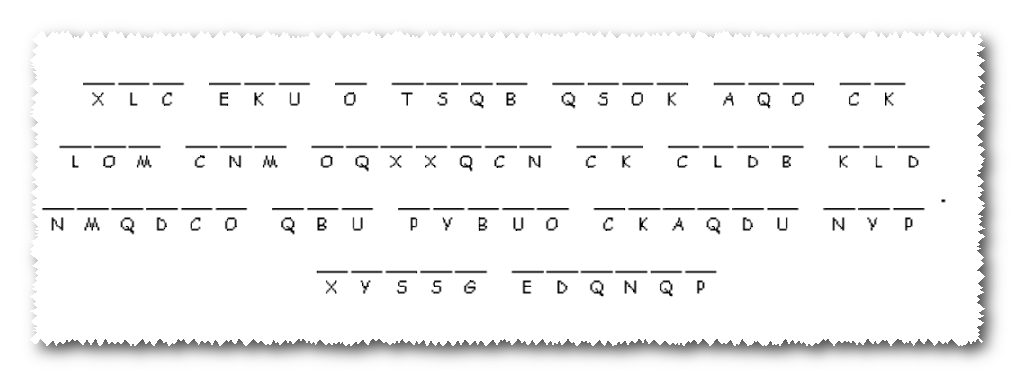 XLC EKU O TSQB QSOK AQO CK
LOM CNM OQXXQCN CK CLDB KLD
NMQDCO QBU PYBUO CKAQDU NYP.
XYSSG EDQNQP